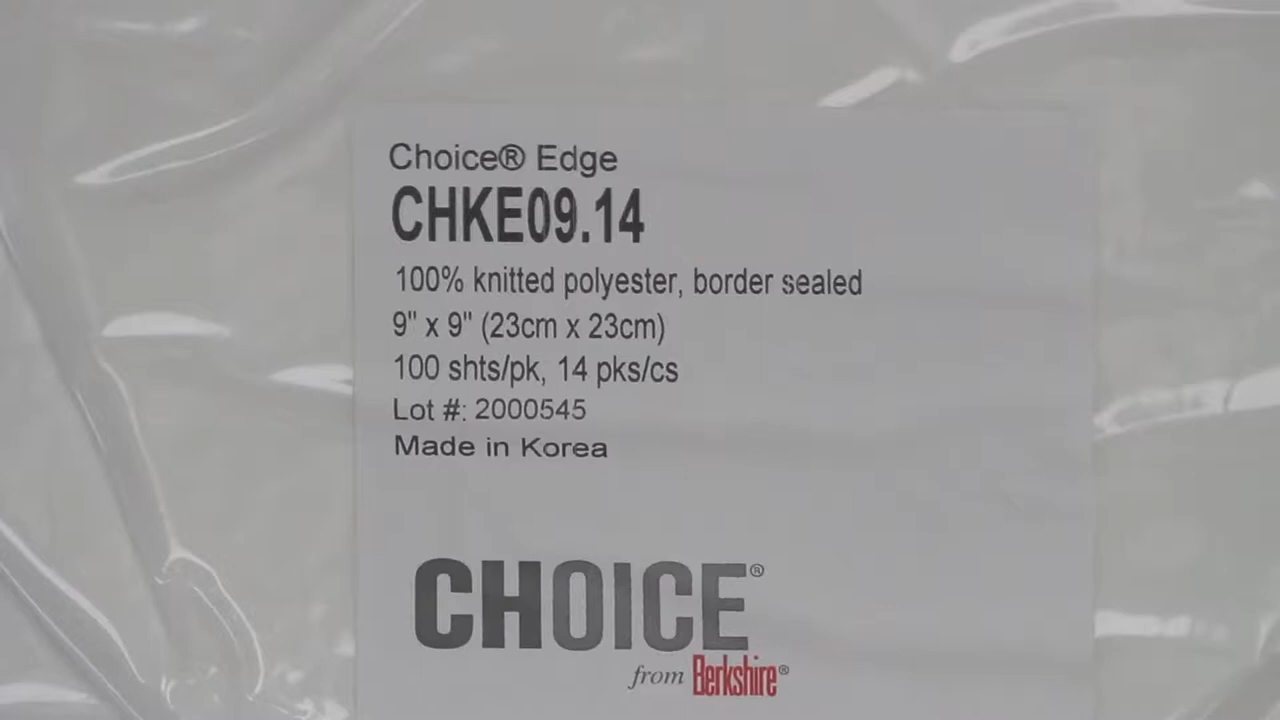 Choice® Edge
CHKE09.14
100% knitted polyester, border sealed
9" x 9" (23cm x 23cm)
100 shts/pk, 14 pks/cs
Lot #: 2000545
Made in Korea
CHOICE®
from Berkshire®